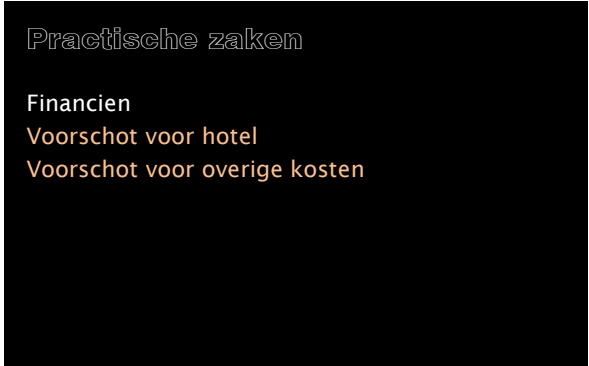 Practische zaken
Financien
Voorschot voor hotel
Voorschot voor overige kosten